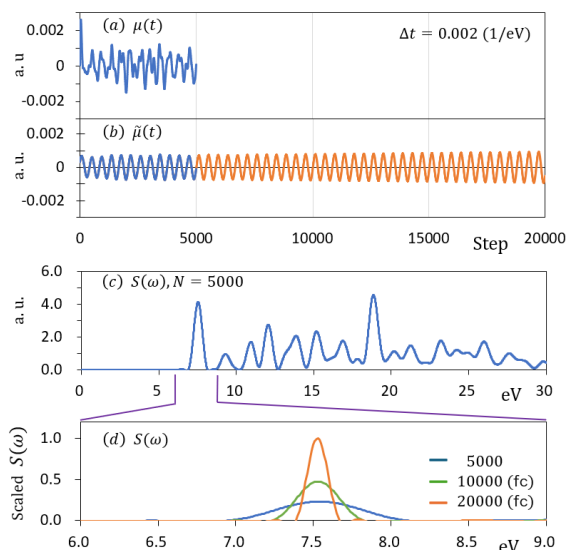 (a) μ(t)
Δt = 0.002 (1/eV)
a. u
0.002
0
-0.002
(b) μ̃(t)
a. u.
0.002
0
-0.002
0
5000
10000
15000
Step
20000
(c) S(ω), N = 5000
a. u.
6.0
4.0
2.0
0.0
0
5
10
15
20
25
eV
30
(d) S(ω)
Scaled S(ω)
1.0
0.5
0.0
5000
10000 (fc)
20000 (fc)
6.0
6.5
7.0
7.5
8.0
eV
8.5
9.0